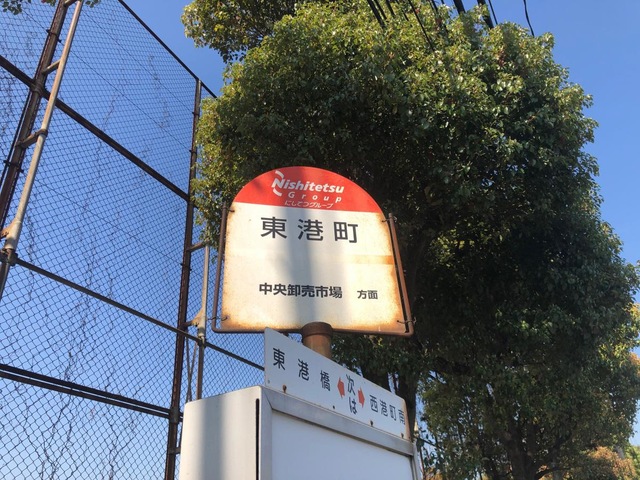 Nishitetsu
Group
にしてつグループ
東港町
中央卸売市場 方面
東港橋 次は 西港町南